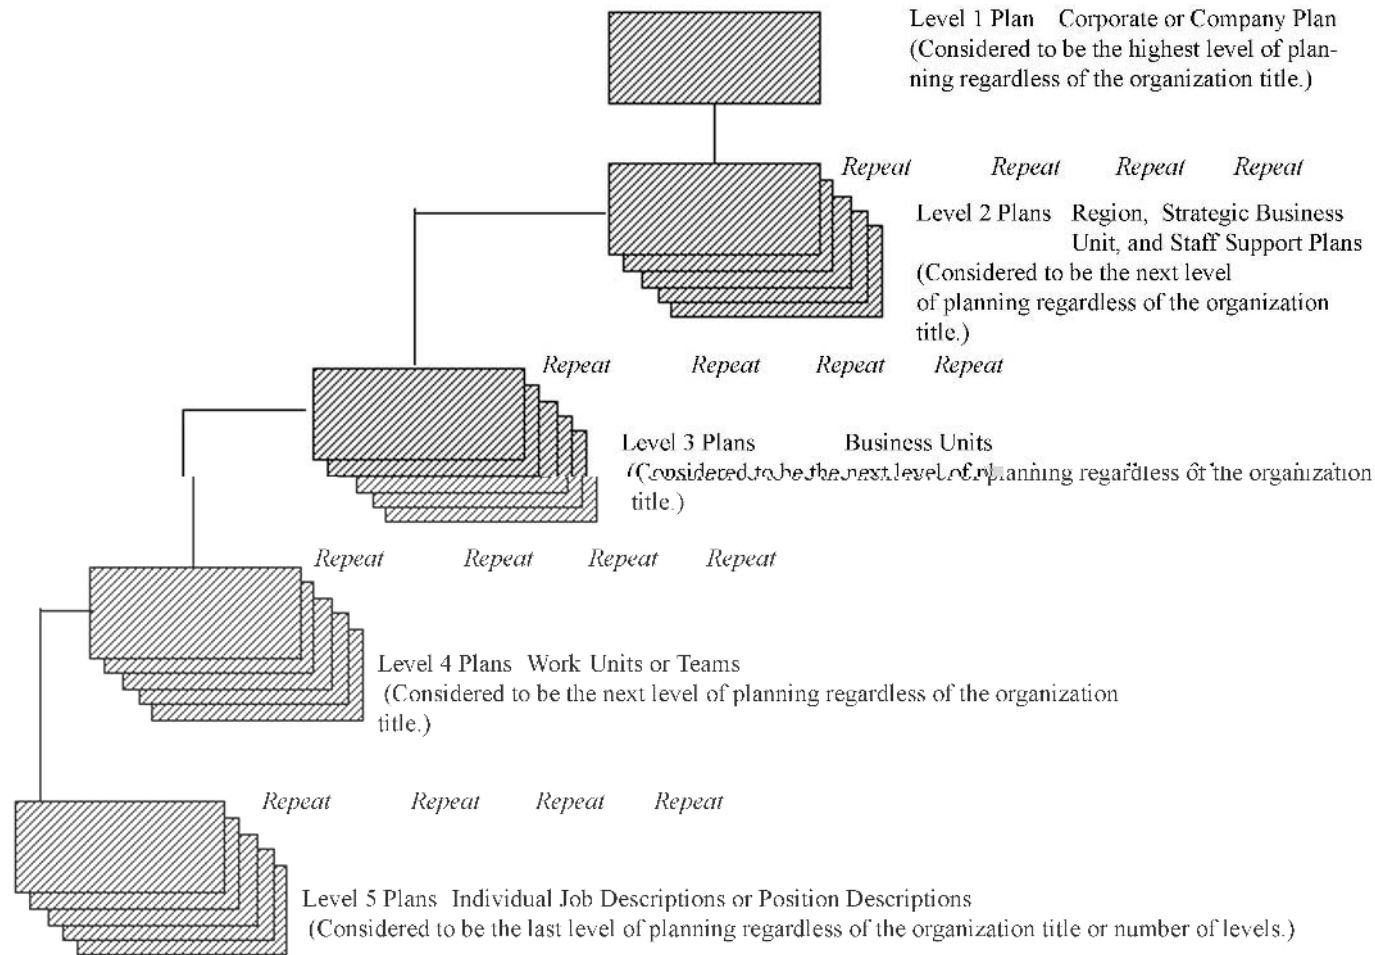 Level 1 Plan Corporate or Company Plan
(Considered to be the highest level of plan-
ning regardless of the organization title.)
Repeat Repeat Repeat Repeat
Level 2 Plans Region, Strategic Business
Unit, and Staff Support Plans
(Considered to be the next level
of planning regardless of the organization
title.)
Repeat Repeat Repeat Repeat
Level 3 Plans Business Units
(Considered to be the next level of planning regardless of the organization
title.)
Repeat Repeat Repeat Repeat
Level 4 Plans Work Units or Teams
(Considered to be the next level of planning regardless of the organization
title.)
Repeat Repeat Repeat Repeat
Level 5 Plans Individual Job Descriptions or Position Descriptions
(Considered to be the last level of planning regardless of the organization title or number of levels.)